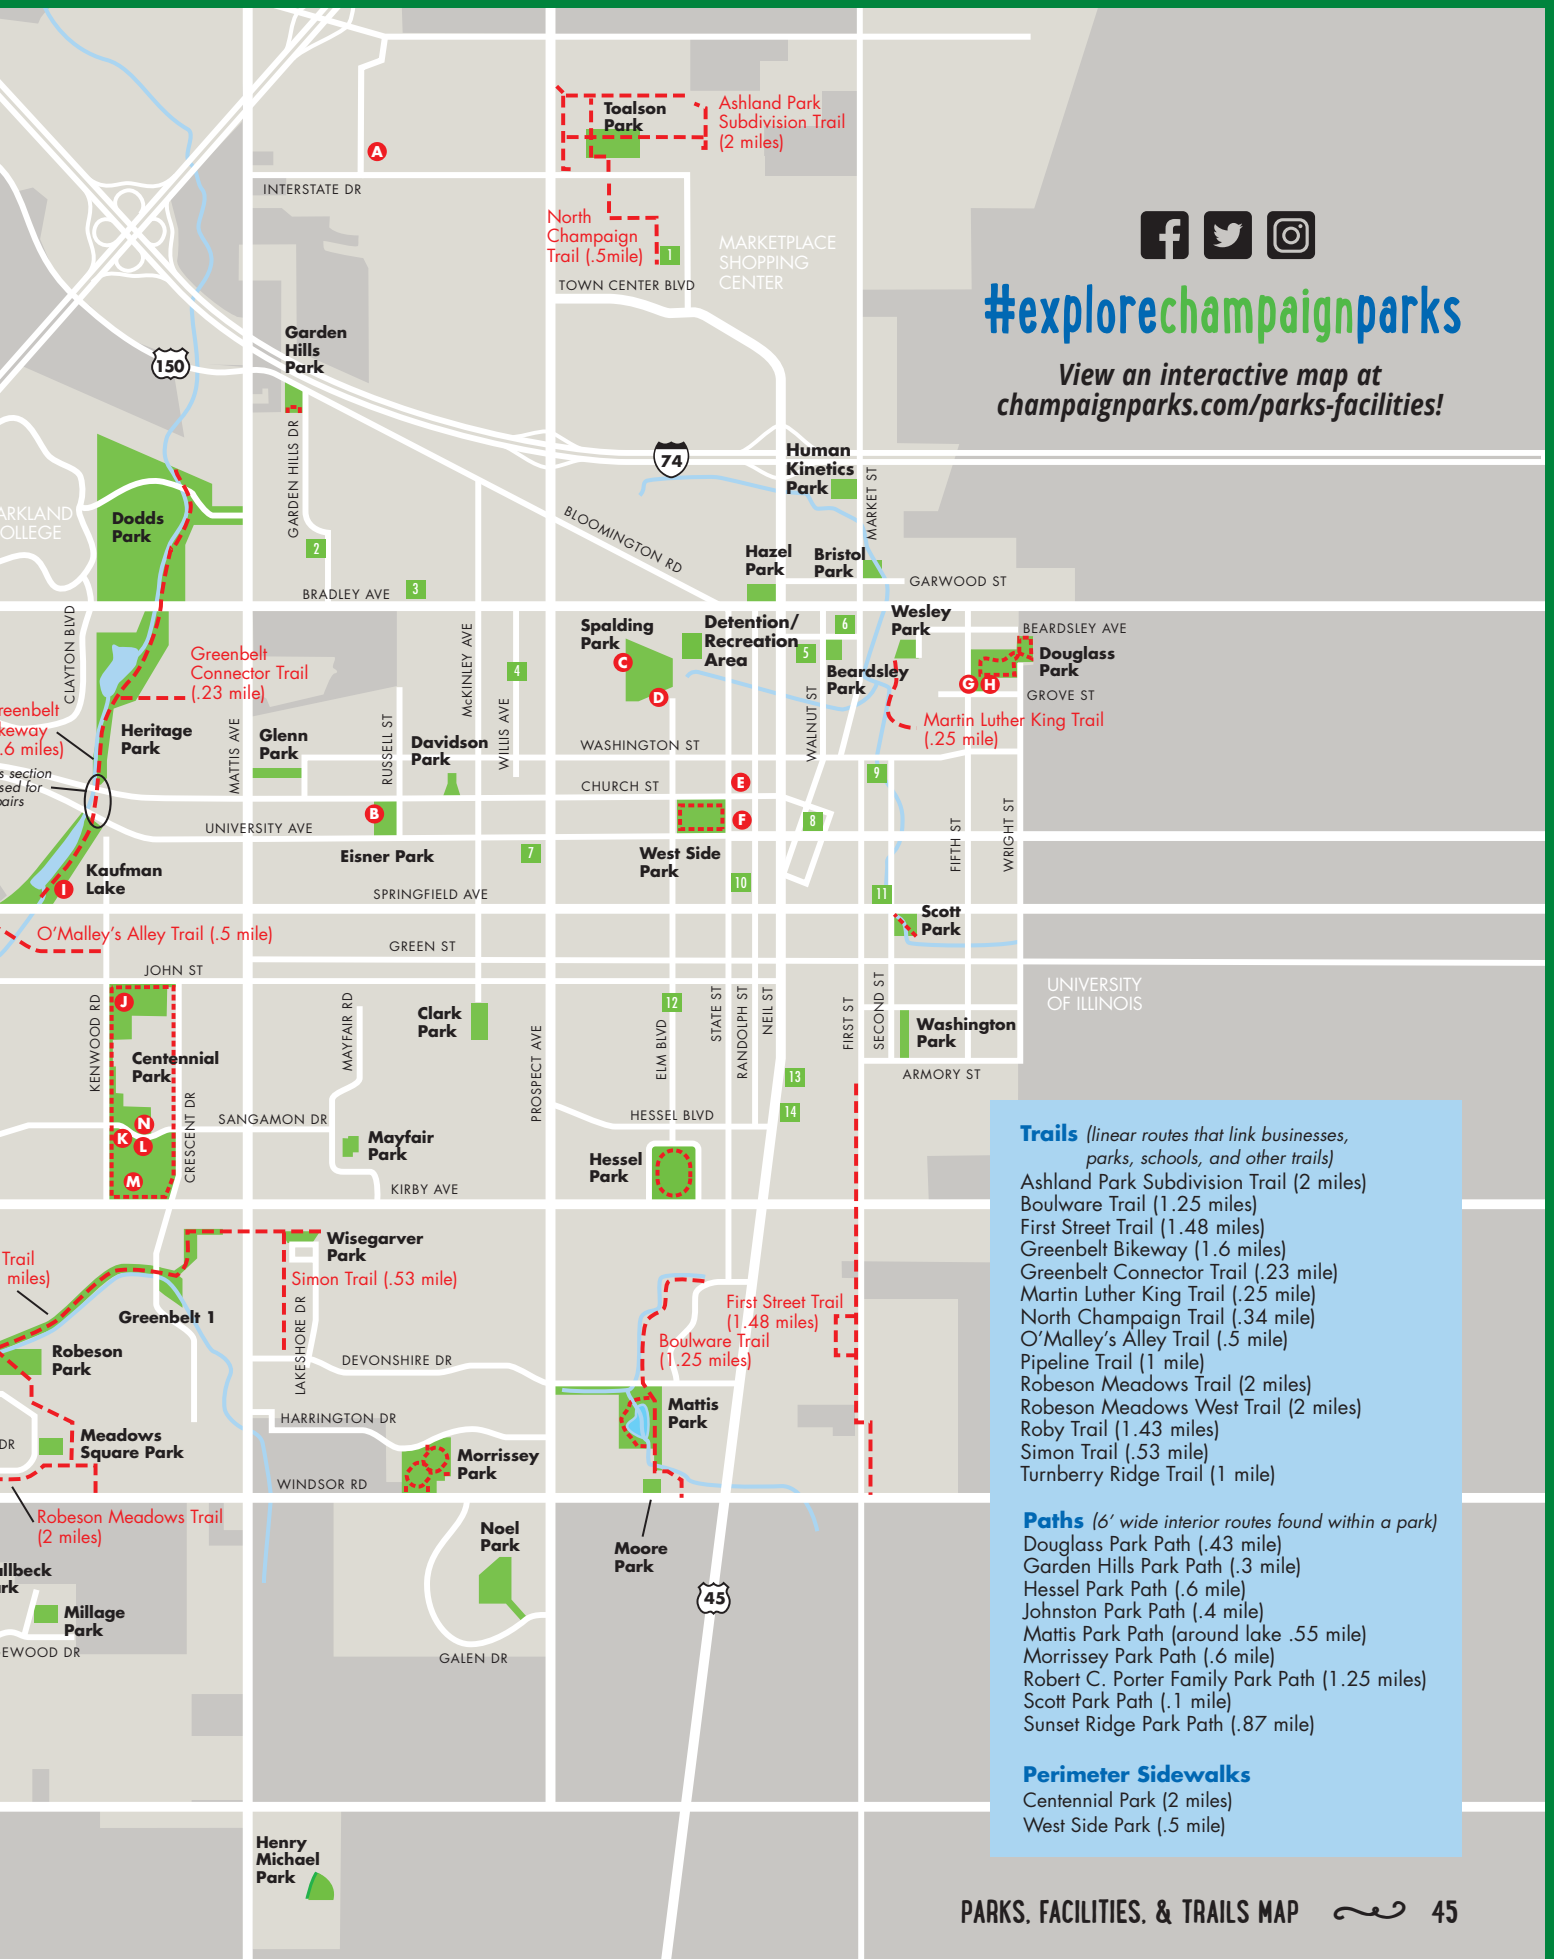 Toalson
Park
Ashland Park
Subdivision Trail
(2 miles)
A
INTERSTATE DR
North
Champaign
Trail (.5mile)
1
MARKETPLACE
SHOPPING
CENTER
TOWN CENTER BLVD
#explorechampaignparks
View an interactive map at
champaignparks.com/parks-facilities!
Garden
Hills
Park
150
74
GARDEN HILLS DR
Human
Kinetics
Park
MARKET ST
ARKLAND
OLLEGE
Dodds
Park
2
BLOOMINGTON RD
Hazel
Park
Bristol
Park
GARWOOD ST
BRADLEY AVE
3
CLAYTON BLVD
McKINLEY AVE
Spalding
Park
C
D
Detention/
Recreation
Area
6
5
Wesley
Park
BEARDSLEY AVE
Douglass
Park
G
H
GROVE ST
Beardsley
Park
Greenbelt
Connector Trail
(.23 mile)
4
WILLIS AVE
WALNUT ST
Martin Luther King Trail
(.25 mile)
reenbelt
keway
.6 miles)
s section
sed for
pairs
Heritage
Park
MATTIS AVE
Glenn
Park
RUSSELL ST
Davidson
Park
WASHINGTON ST
CHURCH ST
E
F
9
8
B
UNIVERSITY AVE
Eisner Park
7
West Side
Park
10
FIFTH ST
WRIGHT ST
Kaufman
Lake
I
SPRINGFIELD AVE
11
Scott
Park
O'Malley's Alley Trail (.5 mile)
GREEN ST
JOHN ST
UNIVERSITY
OF ILLINOIS
J
KENWOOD RD
Centennial
Park
MAYFAIR RD
Clark
Park
PROSPECT AVE
12
ELM BLVD
STATE ST
RANDOLPH ST
NEIL ST
FIRST ST
SECOND ST
Washington
Park
ARMORY ST
13
14
N
K
L
M
CRESCENT DR
SANGAMON DR
Mayfair
Park
KIRBY AVE
HESSEL BLVD
Hessel
Park
Trail
miles)
Wisegarver
Park
Simon Trail (.53 mile)
Greenbelt 1
LAKESHORE DR
Robeson
Park
DEVONSHIRE DR
First Street Trail
(1.48 miles)
Boulware Trail
(1.25 miles)
Mattis
Park
DR
Meadows
Square Park
HARRINGTON DR
Morrissey
Park
WINDSOR RD
Robeson Meadows Trail
(2 miles)
Noel
Park
Moore
Park
45
allbeck
ark
Millage
Park
EWOOD DR
GALEN DR
Henry
Michael
Park
Trails (linear routes that link businesses,
parks, schools, and other trails)
Ashland Park Subdivision Trail (2 miles)
Boulware Trail (1.25 miles)
First Street Trail (1.48 miles)
Greenbelt Bikeway (1.6 miles)
Greenbelt Connector Trail (.23 mile)
Martin Luther King Trail (.25 mile)
North Champaign Trail (.34 mile)
O'Malley's Alley Trail (.5 mile)
Pipeline Trail (1 mile)
Robeson Meadows Trail (2 miles)
Robeson Meadows West Trail (2 miles)
Roby Trail (1.43 miles)
Simon Trail (.53 mile)
Turnberry Ridge Trail (1 mile)
Paths (6' wide interior routes found within a park)
Douglass Park Path (.43 mile)
Garden Hills Park Path (.3 mile)
Hessel Park Path (.6 mile)
Johnston Park Path (.4 mile)
Mattis Park Path (around lake .55 mile)
Morrissey Park Path (.6 mile)
Robert C. Porter Family Park Path (1.25 miles)
Scott Park Path (.1 mile)
Sunset Ridge Park Path (.87 mile)
Perimeter Sidewalks
Centennial Park (2 miles)
West Side Park (.5 mile)
PARKS, FACILITIES, & TRAILS MAP 45